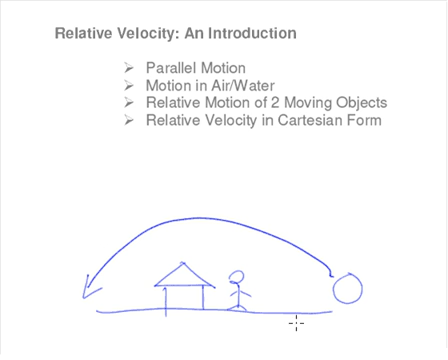 Relative Velocity: An Introduction
➢ Parallel Motion
➢ Motion in Air/Water
➢ Relative Motion of 2 Moving Objects
➢ Relative Velocity in Cartesian Form